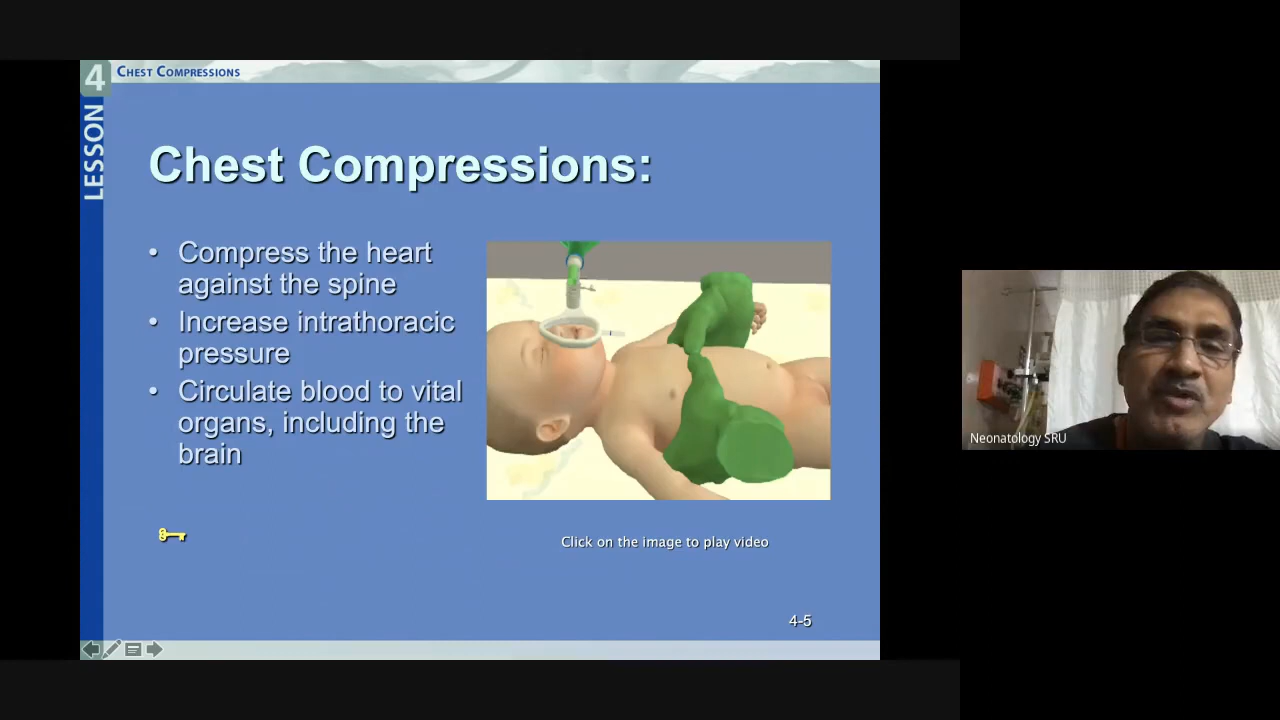 4
CHEST COMPRESSIONS
LESSON
Chest Compressions:
• Compress the heart
against the spine
• Increase intrathoracic
pressure
• Circulate blood to vital
organs, including the
brain
Click on the image to play video
4-5
Neonatology SRU